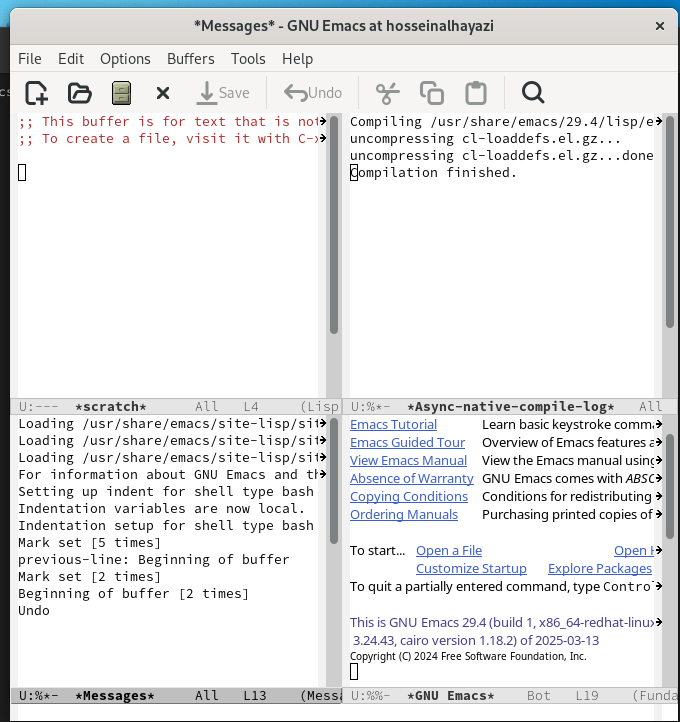 *Messages* - GNU Emacs at hosseinalhayazi
File Edit Options Buffers Tools Help
Save Undo
;; This buffer is for text that is not
;; To create a file, visit it with C-x
U:--- *scratch* All L4 (Lisp
Compiling /usr/share/emacs/29.4/lisp/e
uncompressing cl-loaddefs.el.gz...
uncompressing cl-loaddefs.el.gz...done
Compilation finished.
U:%*- *Async-native-compile-log* All
Loading /usr/share/emacs/site-lisp/sit
Loading /usr/share/emacs/site-lisp/sit
Loading /usr/share/emacs/site-lisp/sit
For information about GNU Emacs and th
Setting up indent for shell type bash
Indentation variables are now local.
Indentation setup for shell type bash
Mark set [5 times]
previous-line: Beginning of buffer
Mark set [2 times]
Beginning of buffer [2 times]
Undo
U:%*- *Messages* All L13 (Messa
Emacs Tutorial Learn basic keystroke comm
Emacs Guided Tour Overview of Emacs features a
View Emacs Manual View the Emacs manual using
Absence of Warranty GNU Emacs comes with ABSO
Copying Conditions Conditions for redistributing
Ordering Manuals Purchasing printed copies of
To start... Open a File Open H
Customize Startup Explore Packages
To quit a partially entered command, type Control
This is GNU Emacs 29.4 (build 1, x86_64-redhat-linux
3.24.43, cairo version 1.18.2) of 2025-03-13
Copyright (C) 2024 Free Software Foundation, Inc.
U:%%- *GNU Emacs* Bot L19 (Funda